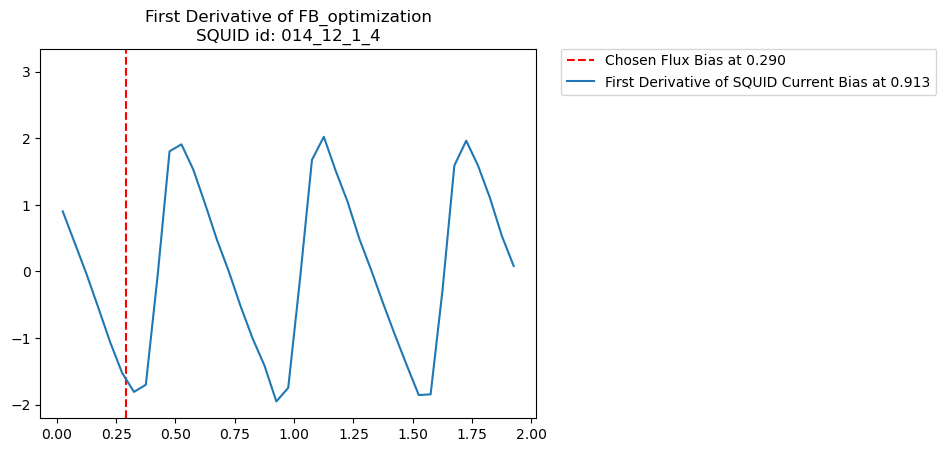 First Derivative of FB_optimization
SQUID id: 014_12_1_4
Chosen Flux Bias at 0.290
First Derivative of SQUID Current Bias at 0.913
3
2
1
0
−1
−2
0.00 0.25 0.50 0.75 1.00 1.25 1.50 1.75 2.00